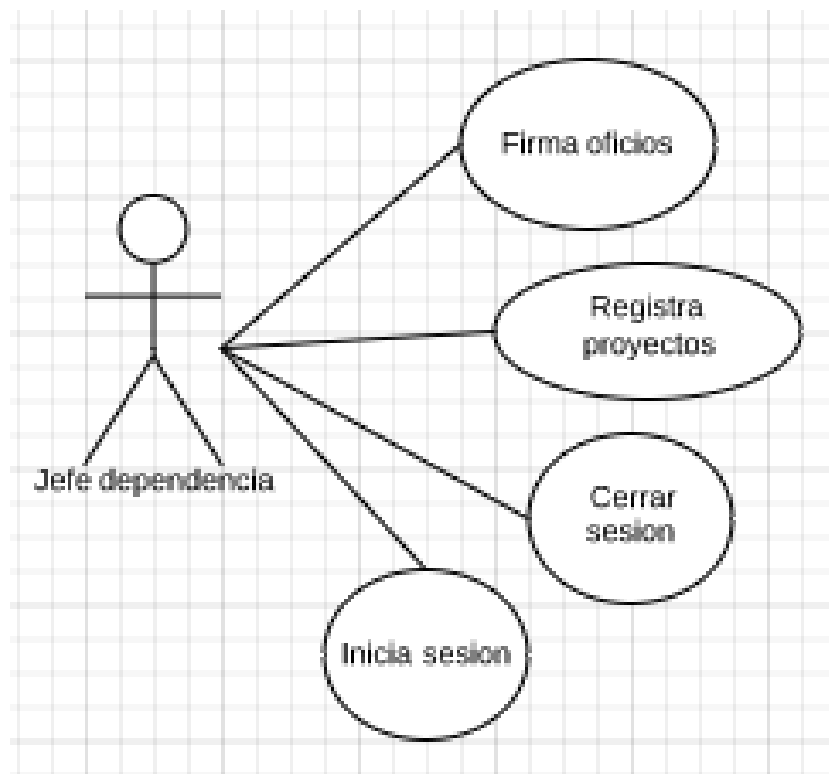 Firma oficios
Registra
proyectos
Jefe dependencia
Cerrar
sesion
Inicia sesion